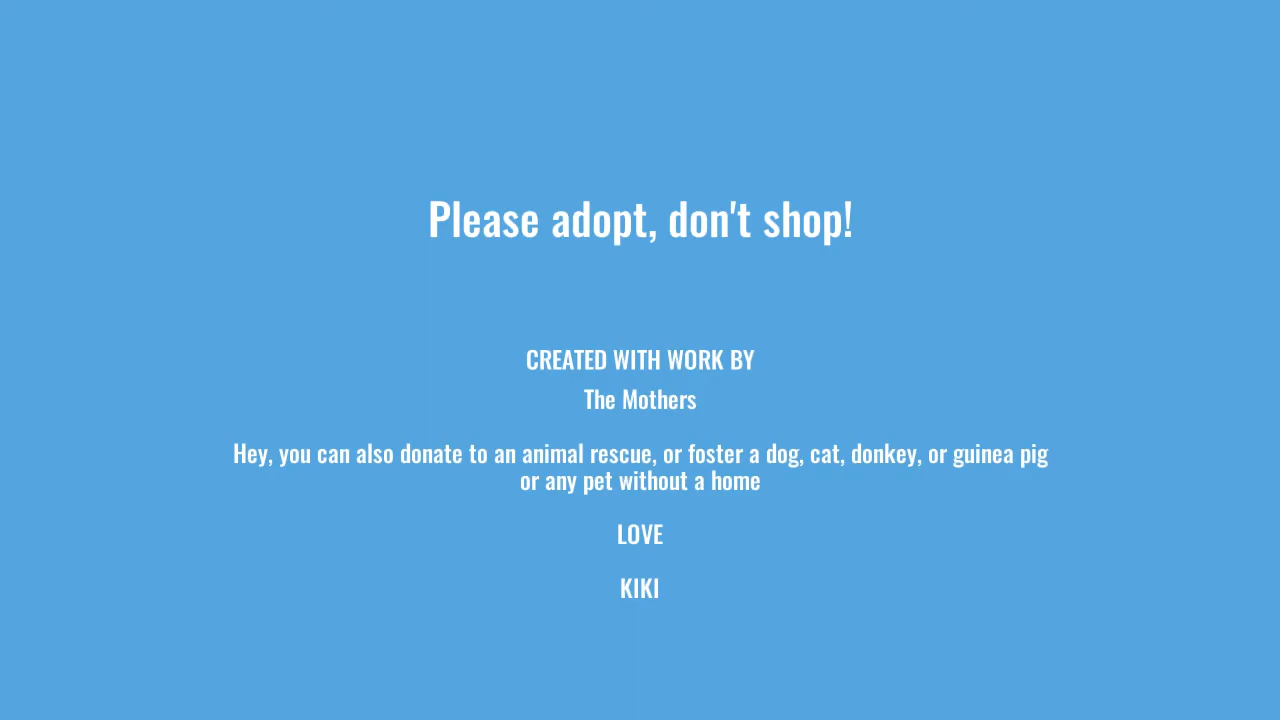 Please adopt, don't shop!
CREATED WITH WORK BY
The Mothers
Hey, you can also donate to an animal rescue, or foster a dog, cat, donkey, or guinea pig
or any pet without a home
LOVE
KIKI